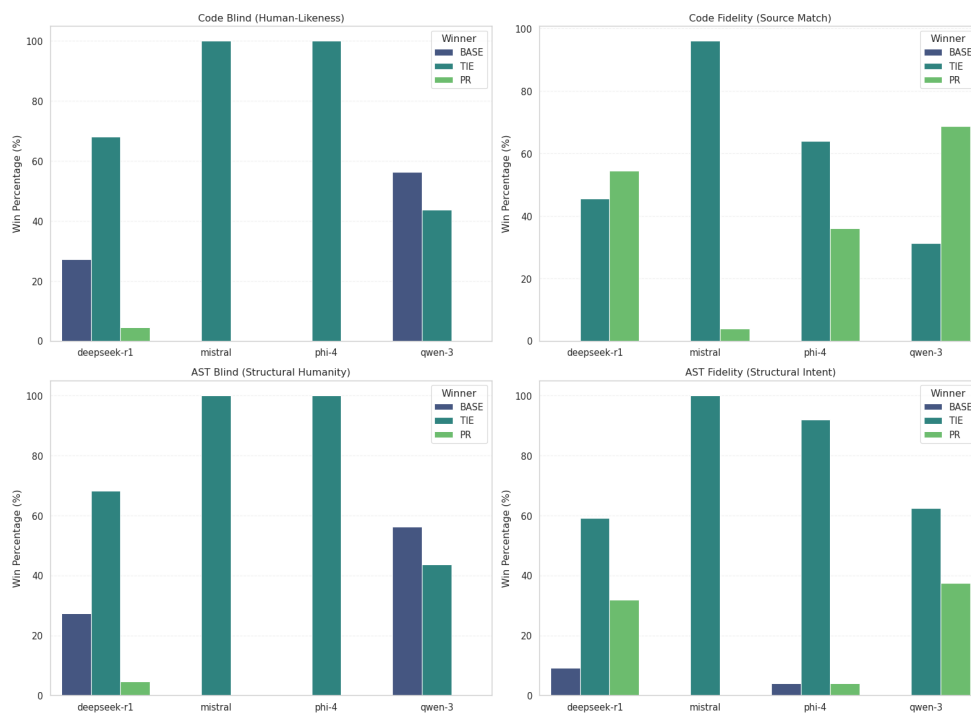 Code Blind (Human-Likeness)
Win Percentage (%)
100
80
60
40
20
0
Winner
BASE
TIE
PR
deepseek-r1
mistral
phi-4
qwen-3
Code Fidelity (Source Match)
Win Percentage (%)
100
80
60
40
20
0
Winner
BASE
TIE
PR
deepseek-r1
mistral
phi-4
qwen-3
AST Blind (Structural Humanity)
Win Percentage (%)
100
80
60
40
20
0
Winner
BASE
TIE
PR
deepseek-r1
mistral
phi-4
qwen-3
AST Fidelity (Structural Intent)
Win Percentage (%)
100
80
60
40
20
0
Winner
BASE
TIE
PR
deepseek-r1
mistral
phi-4
qwen-3